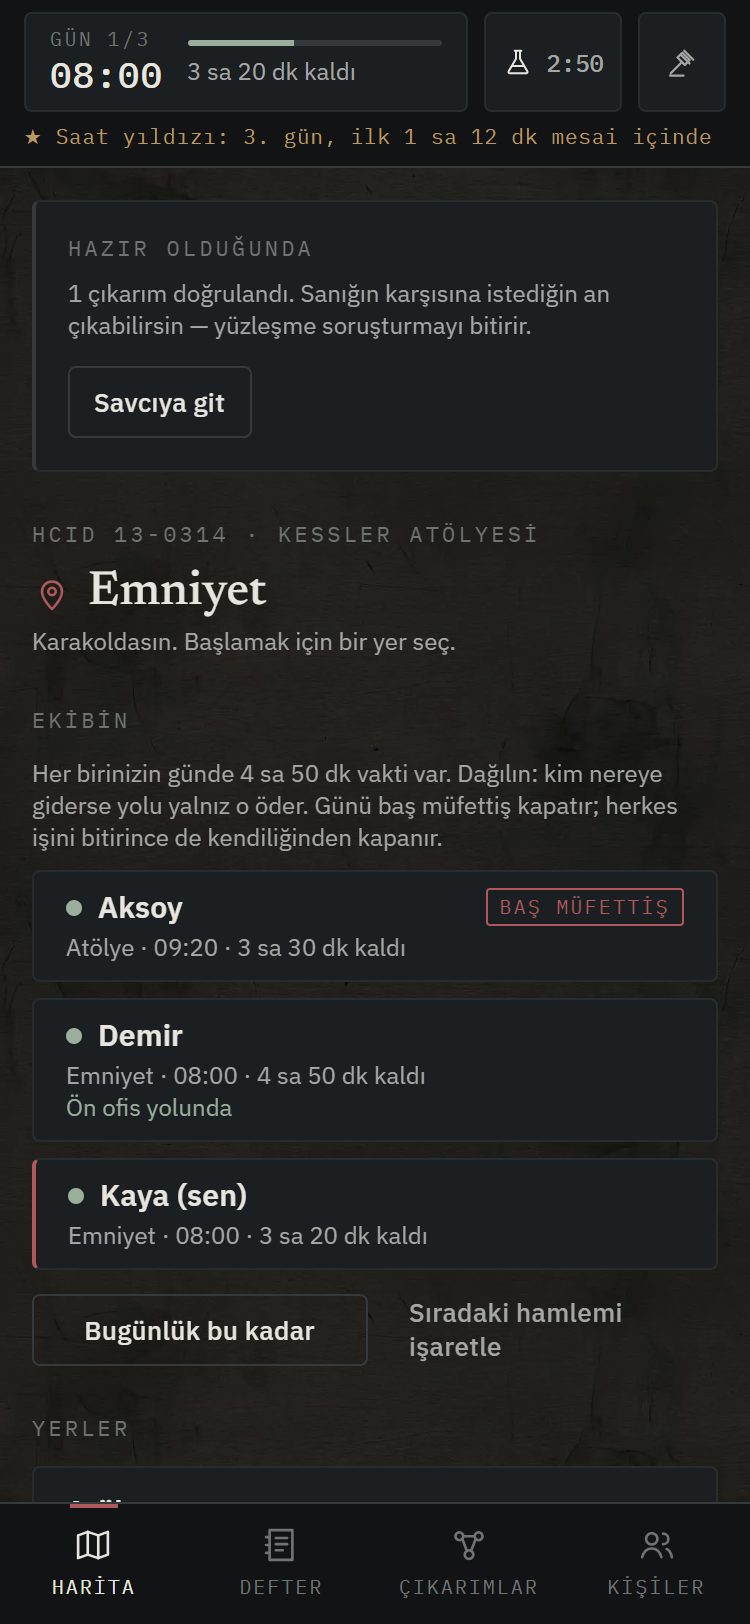 GÜN 1/3
08:00
3 sa 20 dk kaldı
2:50
★ Saat yıldızı: 3. gün, ilk 1 sa 12 dk mesai içinde
HAZIR OLDUĞUNDA
1 çıkarım doğrulandı. Sanığın karşısına istediğin an
çıkabilirsin — yüzleşme soruşturmayı bitirir.
Savcıya git
HCID 13-0314 · KESSLER ATÖLYESİ
Emniyet
Karakoldasın. Başlamak için bir yer seç.
EKİBİN
Her birinizin günde 4 sa 50 dk vakti var. Dağılın: kim nereye
giderse yolu yalnız o öder. Günü baş müfettiş kapatır; herkes
işini bitirince de kendiliğinden kapanır.
Aksoy
BAŞ MÜFETTİŞ
Atölye · 09:20 · 3 sa 30 dk kaldı
Demir
Emniyet · 08:00 · 4 sa 50 dk kaldı
Ön ofis yolunda
Kaya (sen)
Emniyet · 08:00 · 3 sa 20 dk kaldı
Bugünlük bu kadar
Sıradaki hamlemi
işaretle
YERLER
HARİTA
DEFTER
ÇIKARIMLAR
KİŞİLER